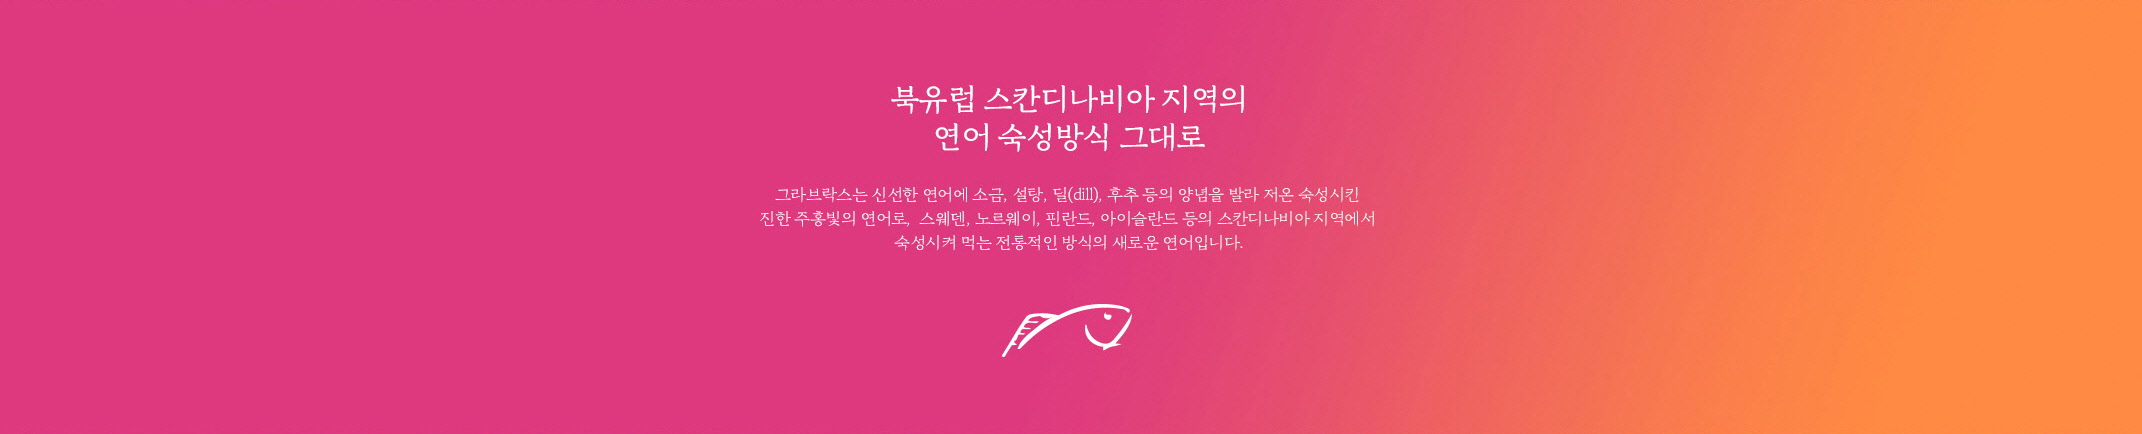 북유럽 스칸디나비아 지역의
연어 숙성방식 그대로
그라브락스는 신선한 연어에 소금, 설탕, 딜(dill), 후추 등의 양념을 발라 저온 숙성시킨
진한 주홍빛의 연어로, 스웨덴, 노르웨이, 핀란드, 아이슬란드 등의 스칸디나비아 지역에서
숙성시켜 먹는 전통적인 방식의 새로운 연어입니다.